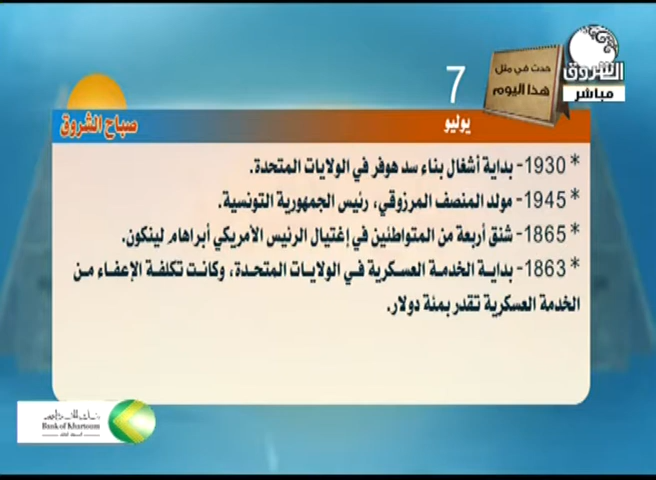 الشروق
مباشر
حدث في مثل
هذا اليوم
7
يوليو
صباح الشروق
* 1930- بداية أشغال بناء سد هوفر في الولايات المتحدة.
* 1945- مولد المنصف المرزوقي، رئيس الجمهورية التونسية.
* 1865- شنق أربعة من المتواطئين في إغتيال الرئيس الأمريكي أبراهام لينكون.
* 1863- بداية الخدمة العسكرية في الولايات المتحدة، وكانت تكلفة الإعفاء من
الخدمة العسكرية تقدر بمئة دولار.
Bank of Khartoum